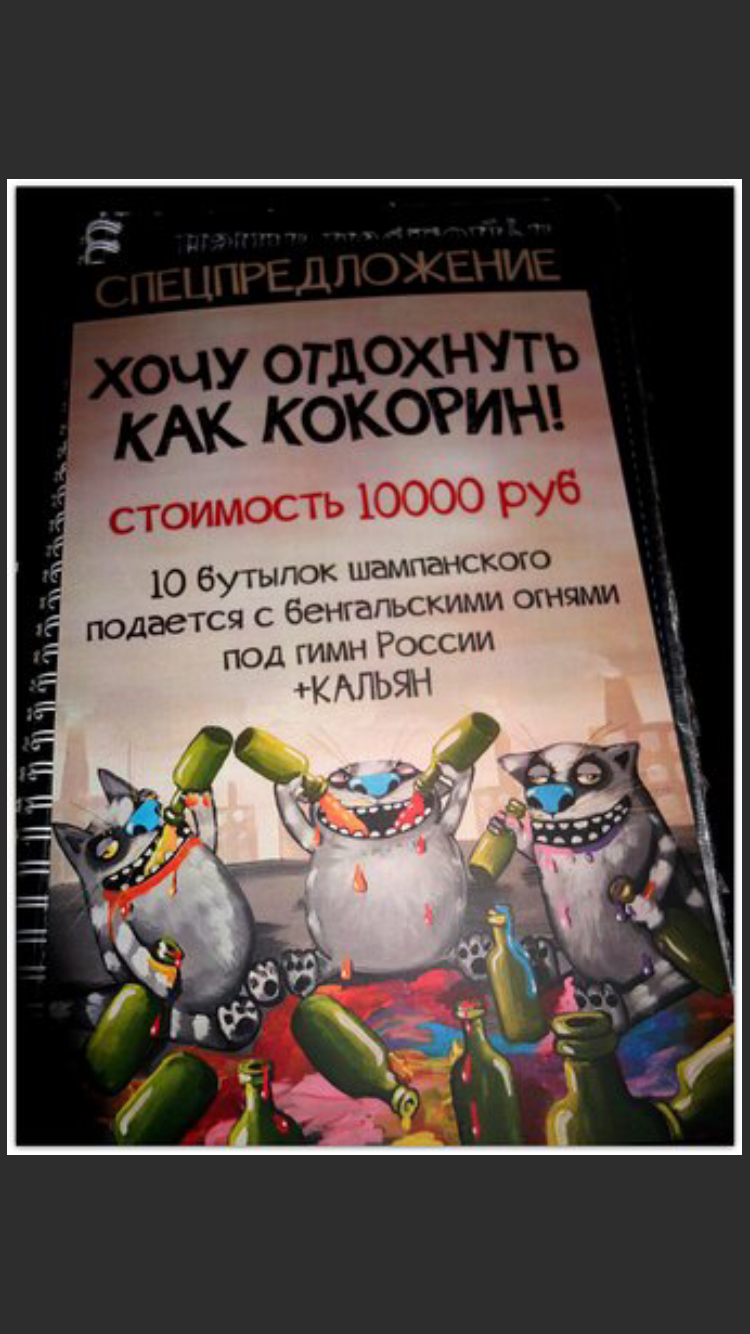 СПЕЦПРЕДЛОЖЕНИЕ
ХОЧУ ОТДОХНУТЬ
КАК КОКОРИН!
СТОИМОСТЬ 10000 руб
10 бутылок шампанского
подается с бенгальскими огнями
под гимн России
+КАЛЬЯН